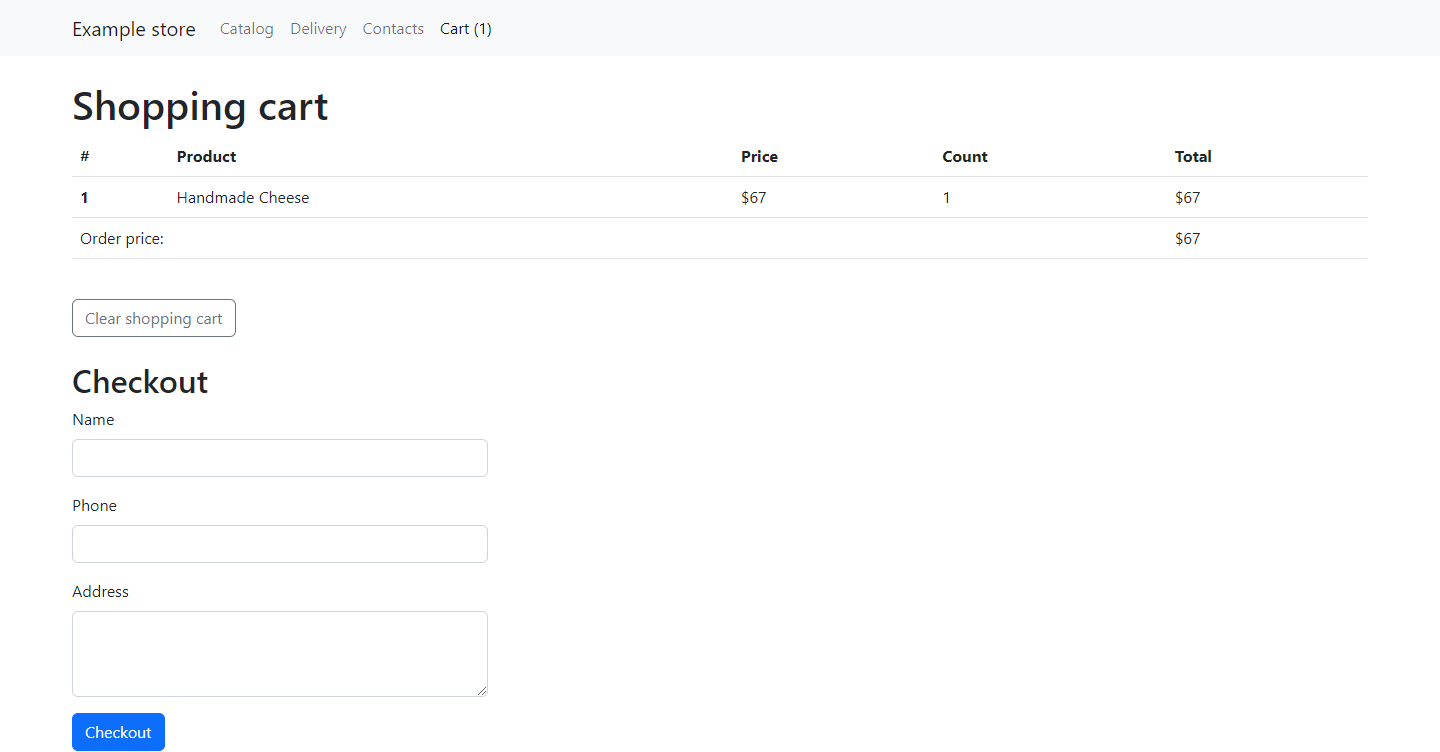 Example store Catalog Delivery Contacts Cart (1)
Shopping cart
# Product Price Count Total
1 Handmade Cheese $67 1 $67
Order price: $67
Clear shopping cart
Checkout
Name
Phone
Address
Checkout